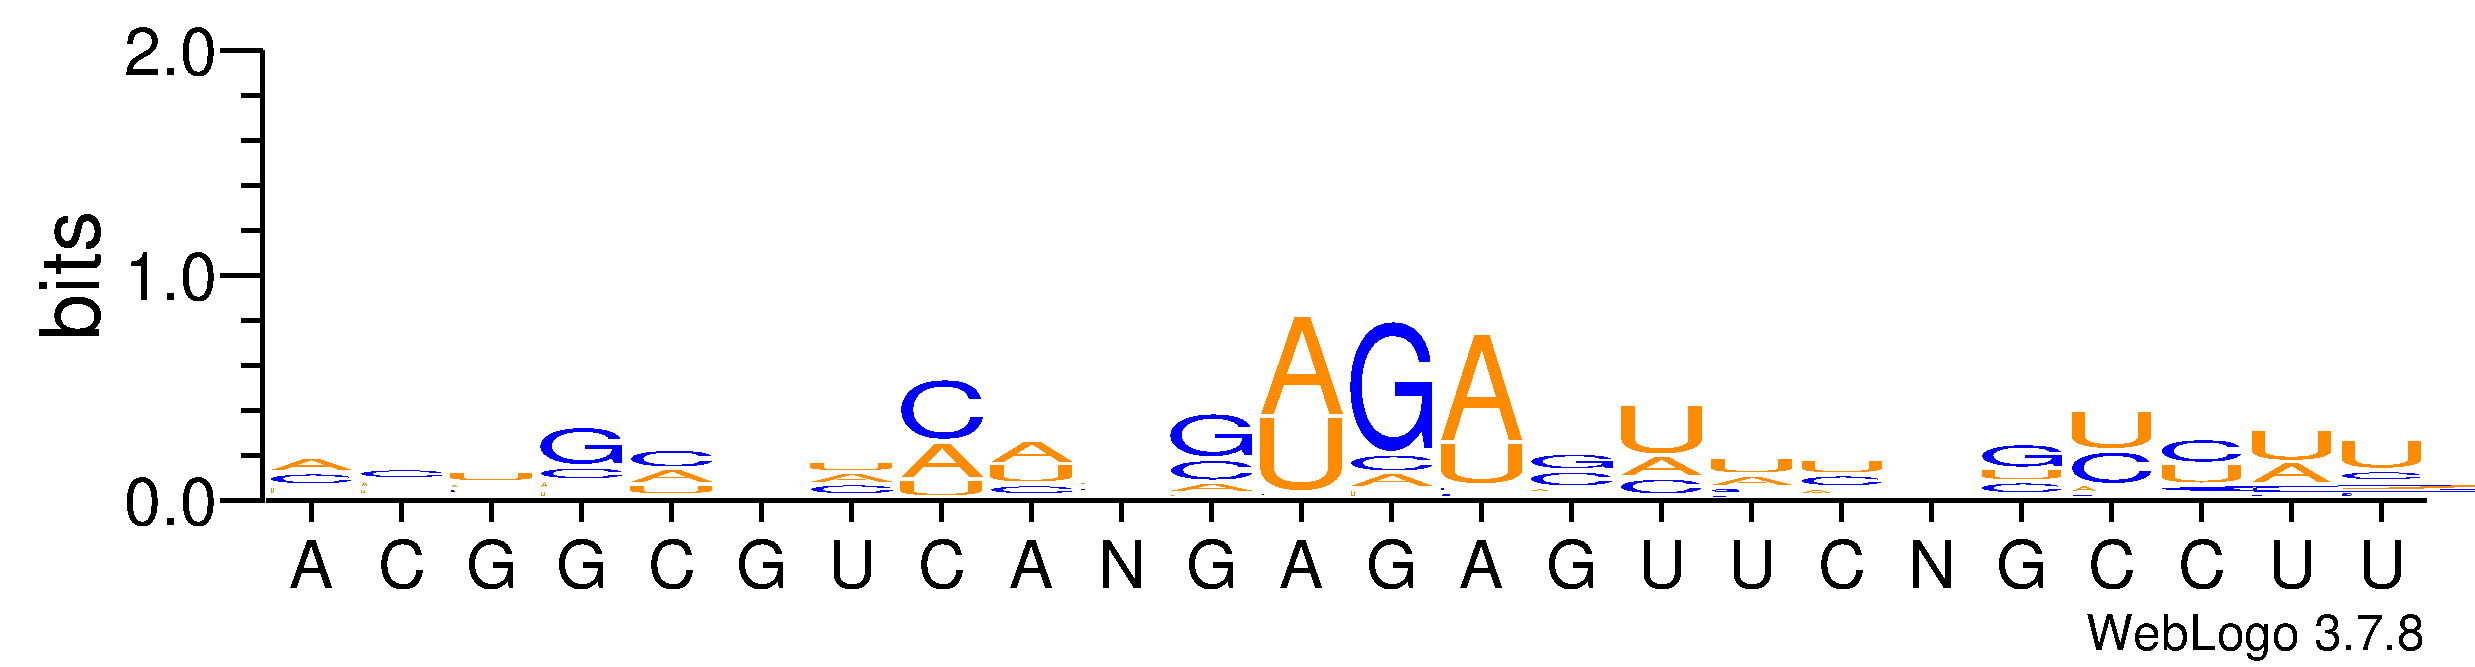 2.0
1.0
0.0
bits
A C G G C G U C A N G A G A G U U C N G C C U U
WebLogo 3.7.8